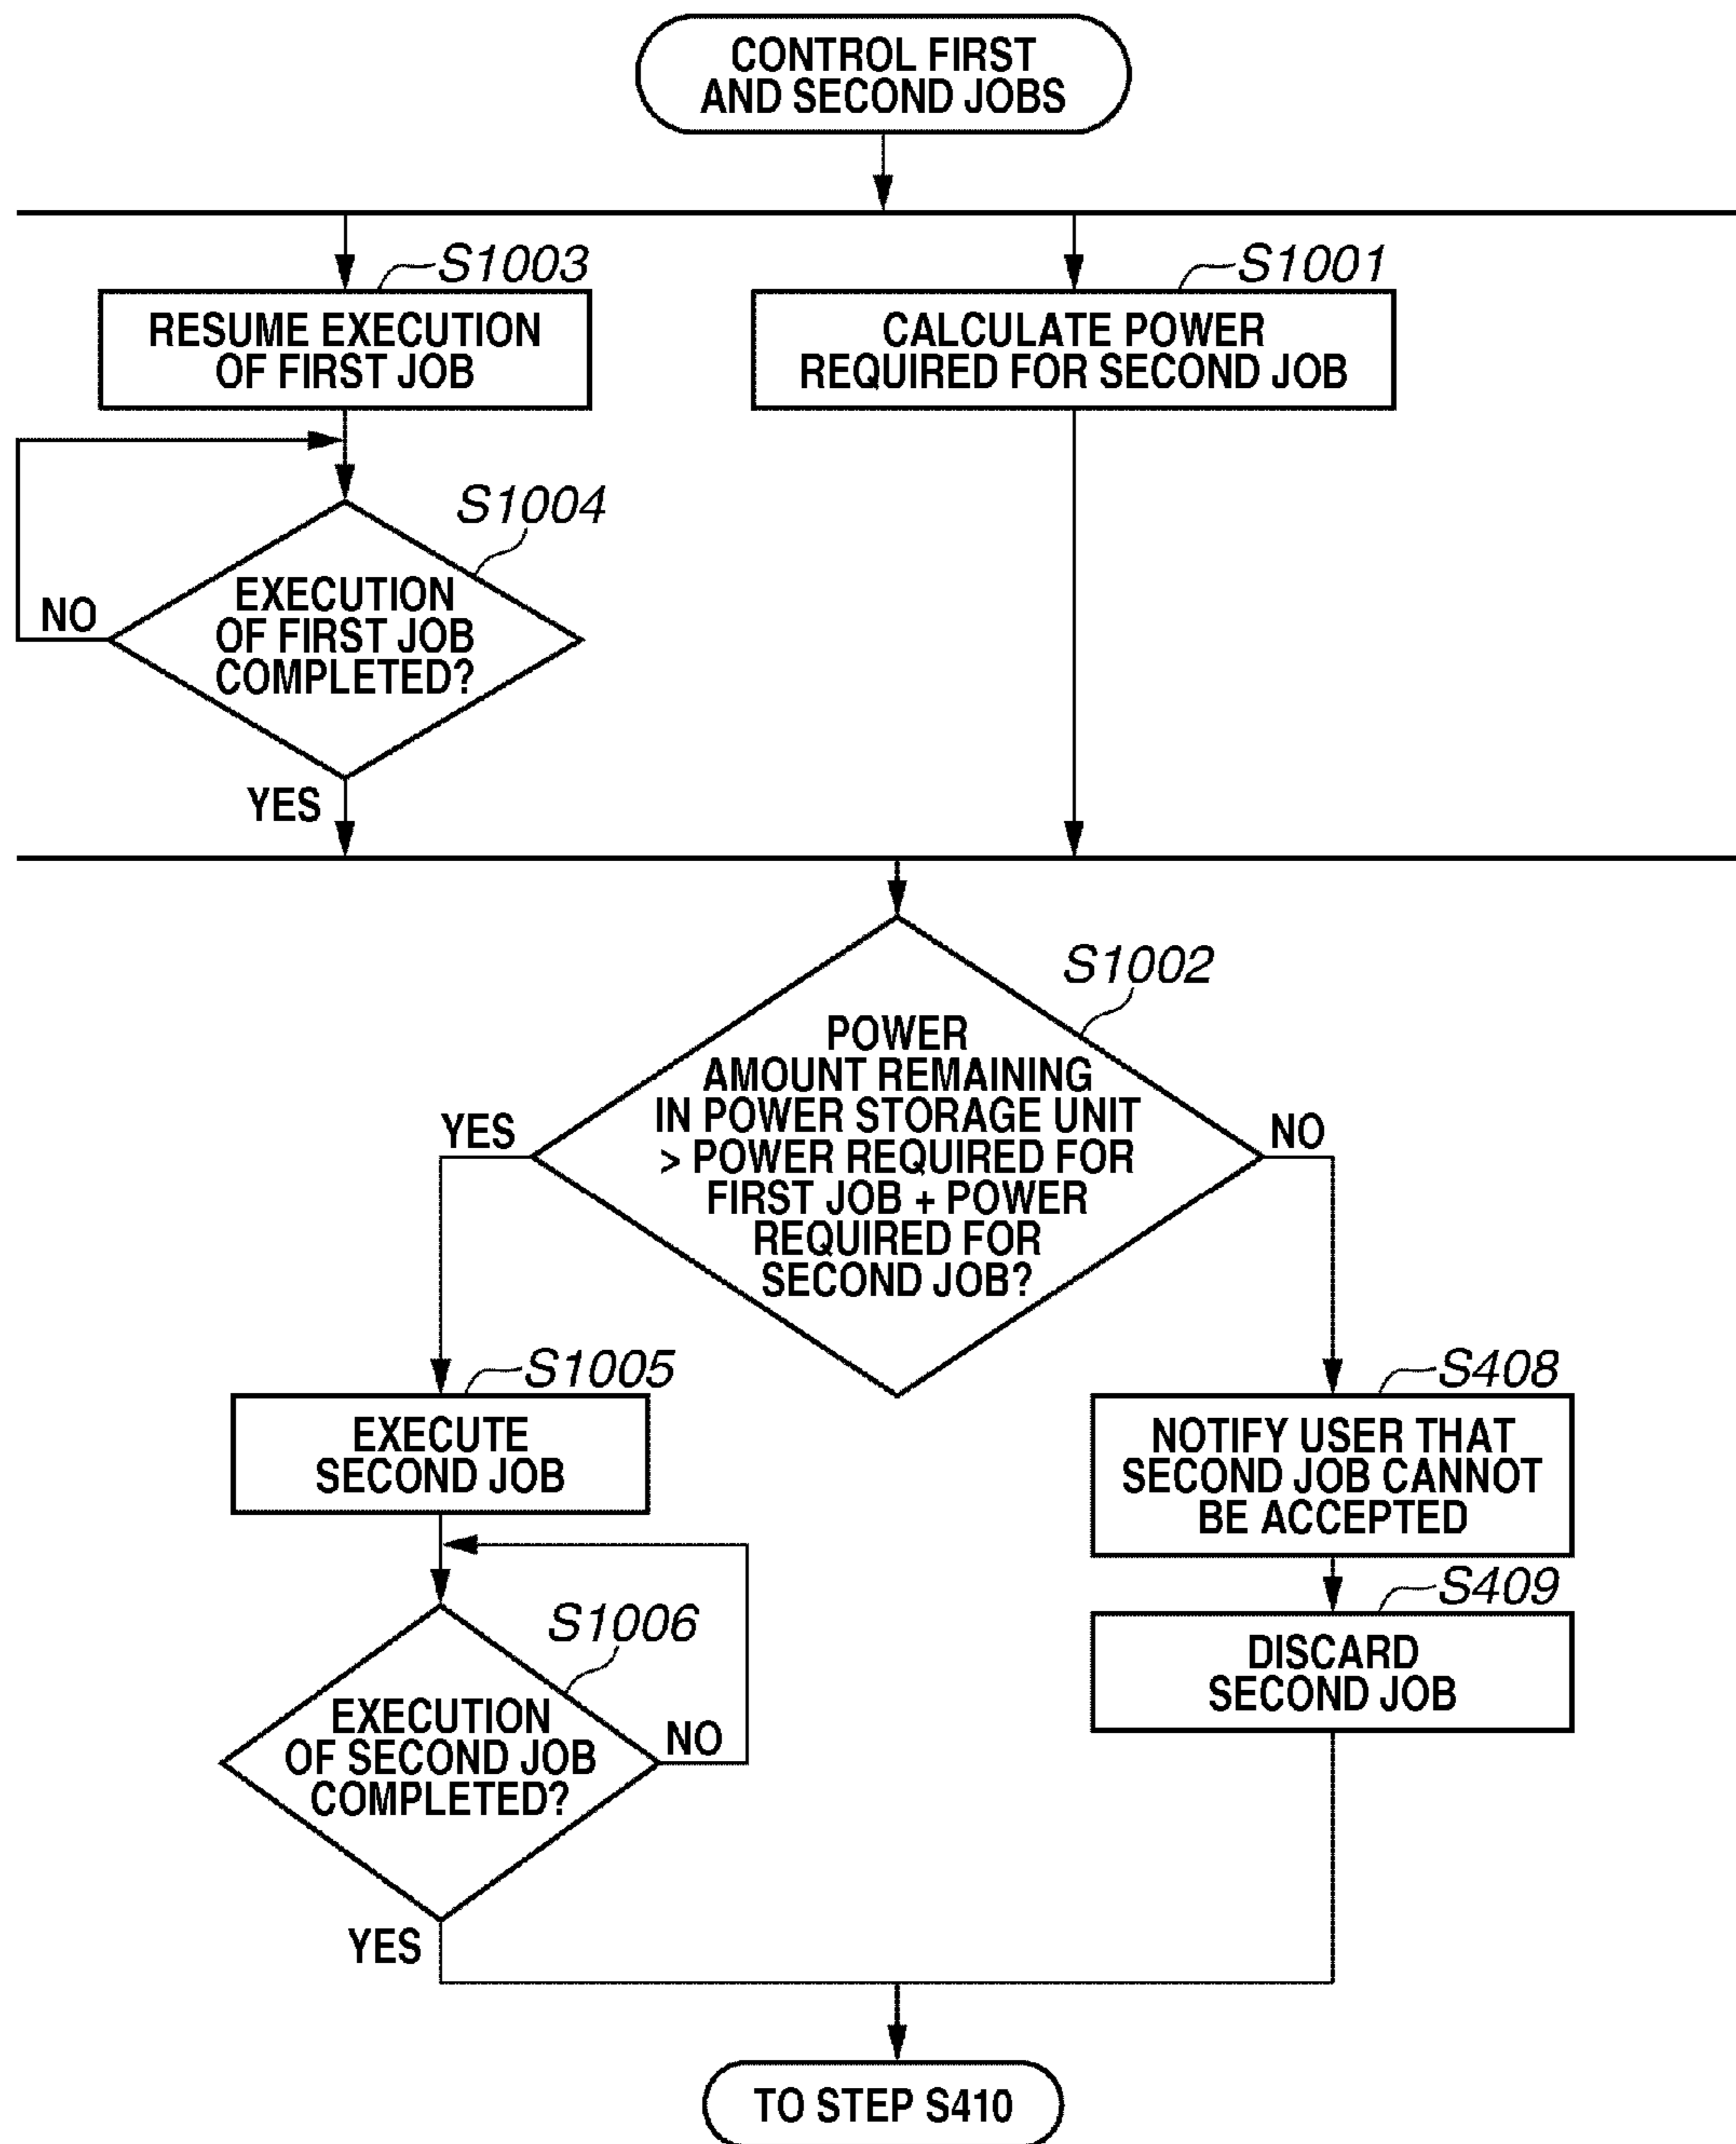 CONTROL FIRST
AND SECOND JOBS
S1003
RESUME EXECUTION
OF FIRST JOB
S1001
CALCULATE POWER
REQUIRED FOR SECOND JOB
S1004
EXECUTION
OF FIRST JOB
COMPLETED?
NO
YES
S1002
POWER
AMOUNT REMAINING
IN POWER STORAGE UNIT
> POWER REQUIRED FOR
FIRST JOB + POWER
REQUIRED FOR
SECOND JOB?
YES
NO
S1005
EXECUTE
SECOND JOB
S408
NOTIFY USER THAT
SECOND JOB CANNOT
BE ACCEPTED
S409
DISCARD
SECOND JOB
S1006
EXECUTION
OF SECOND JOB
COMPLETED?
NO
YES
TO STEP S410